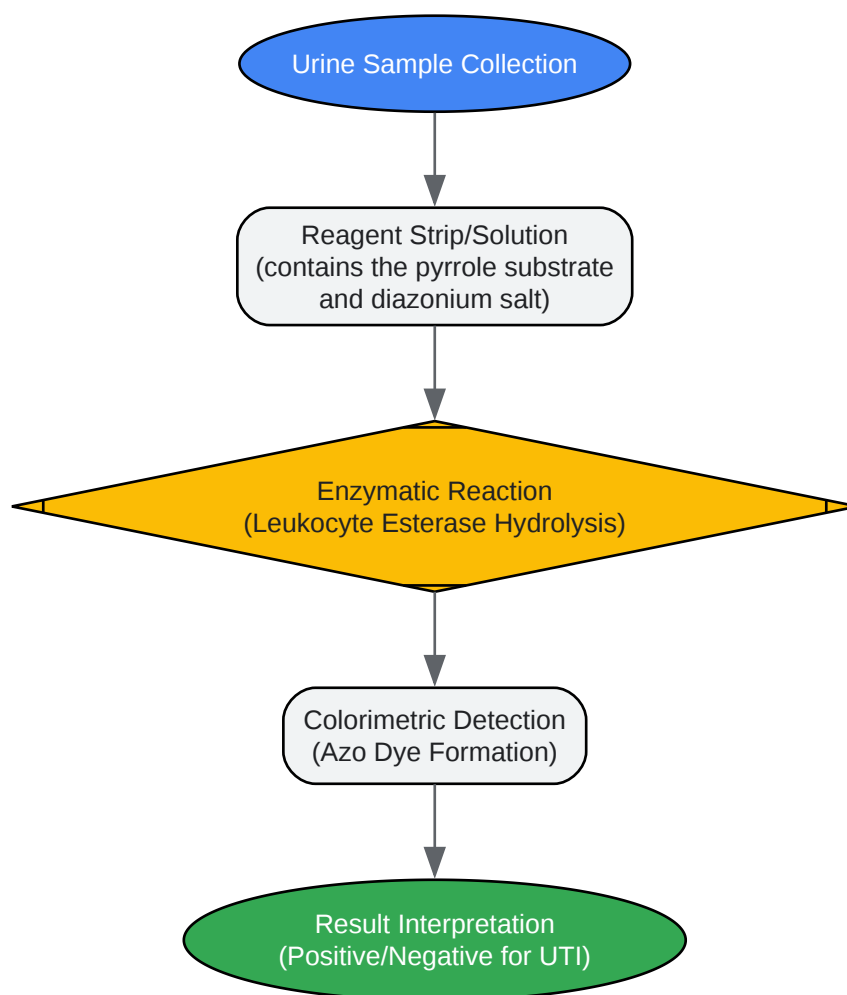 Urine Sample Collection
Reagent Strip/Solution
(contains the pyrrole substrate
and diazonium salt)
Enzymatic Reaction
(Leukocyte Esterase Hydrolysis)
Colorimetric Detection
(Azo Dye Formation)
Result Interpretation
(Positive/Negative for UTI)